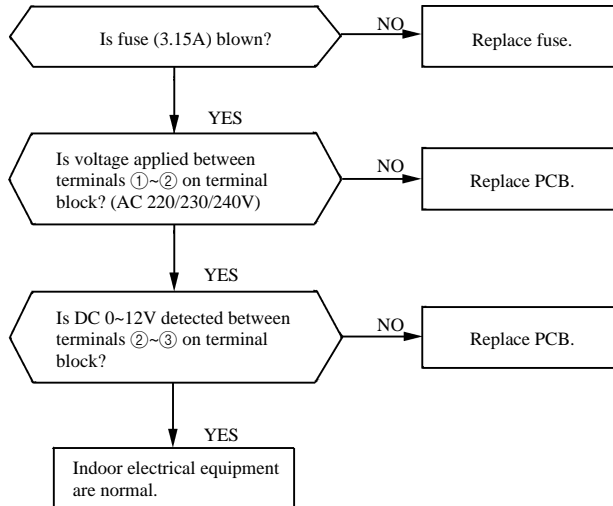 Is fuse (3.15A) blown?
NO
Replace fuse.
YES
Is voltage applied between
terminals ①~② on terminal
block? (AC 220/230/240V)
NO
Replace PCB.
YES
Is DC 0~12V detected between
terminals ②~③ on terminal
block?
NO
Replace PCB.
YES
Indoor electrical equipment
are normal.